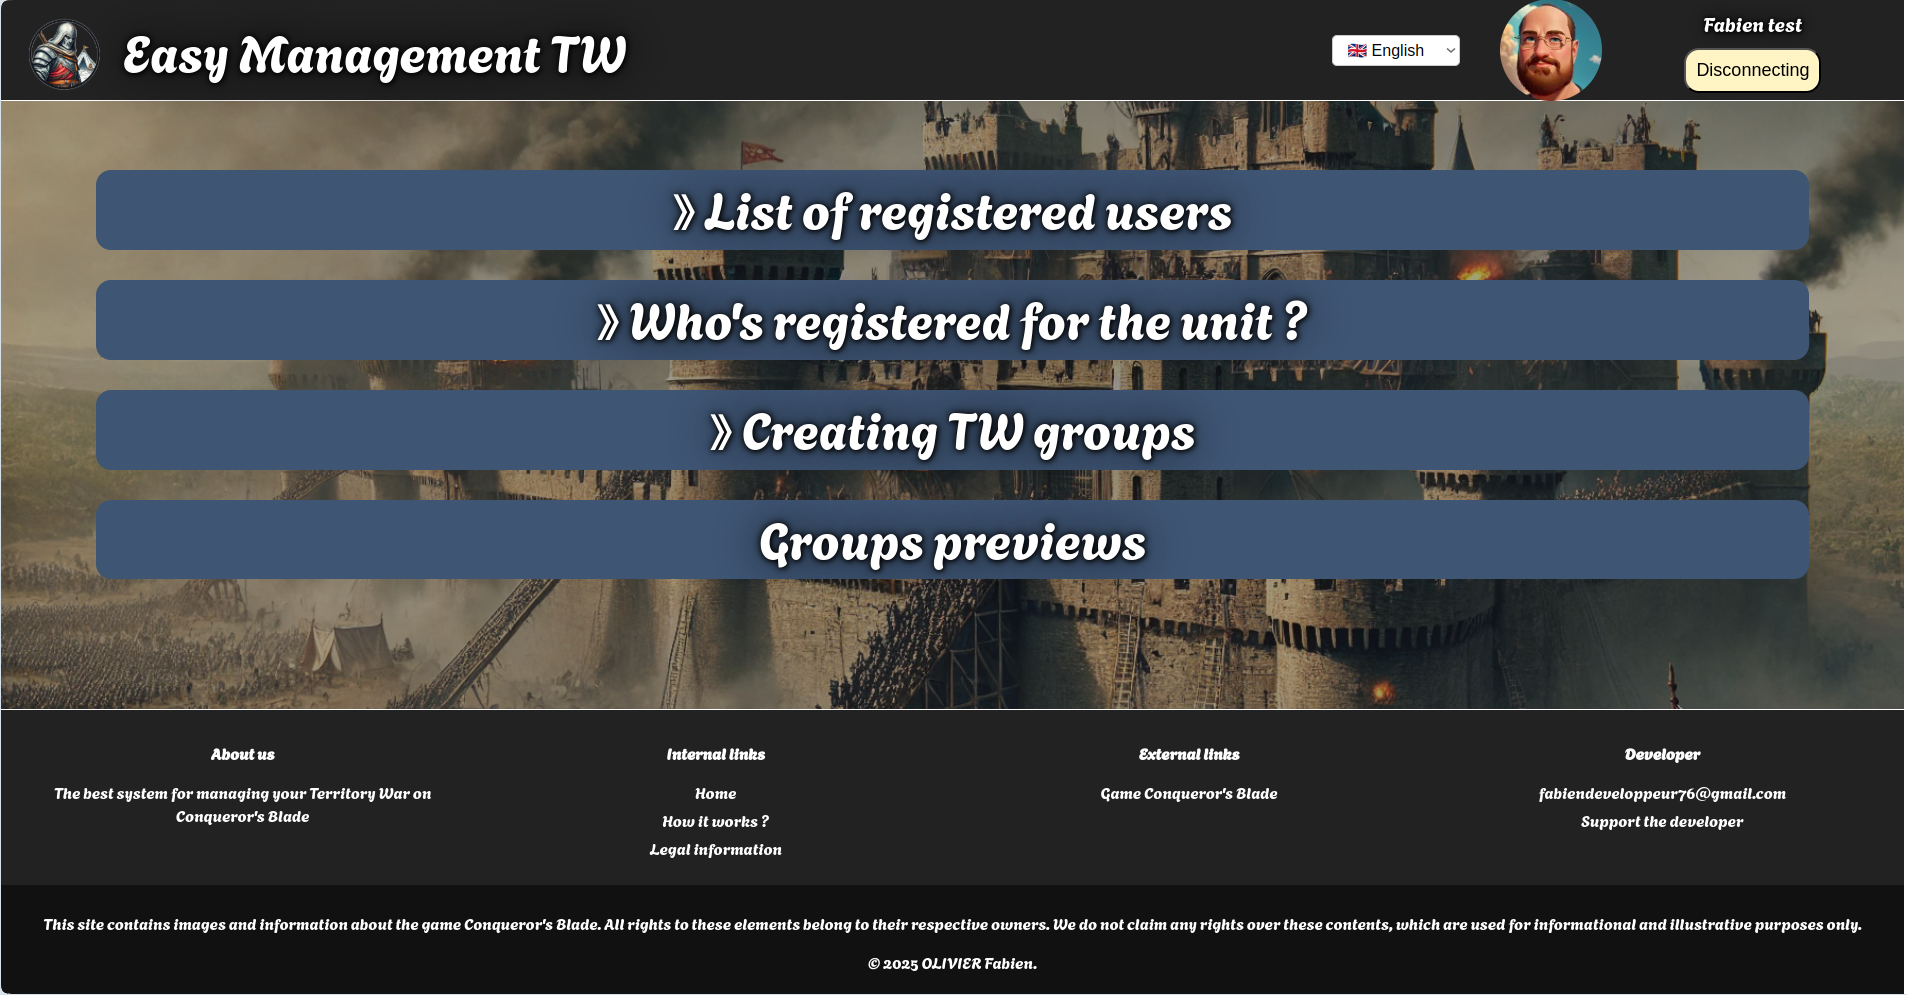 Easy Management TW
🇬🇧 English
Fabien test
Disconnecting
》List of registered users
》Who's registered for the unit ?
》Creating TW groups
Groups previews
About us
The best system for managing your Territory War on
Conqueror's Blade
Internal links
Home
How it works ?
Legal information
External links
Game Conqueror's Blade
Developer
fabiendeveloppeur76@gmail.com
Support the developer
This site contains images and information about the game Conqueror's Blade. All rights to these elements belong to their respective owners. We do not claim any rights over these contents, which are used for informational and illustrative purposes only.
© 2025 OLIVIER Fabien.